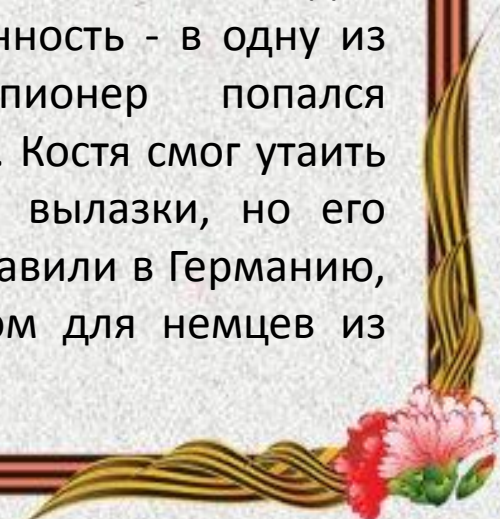 нность - в одну из
пионер попался
. Костя смог утаить
вылазки, но его
авили в Германию,
ом для немцев из